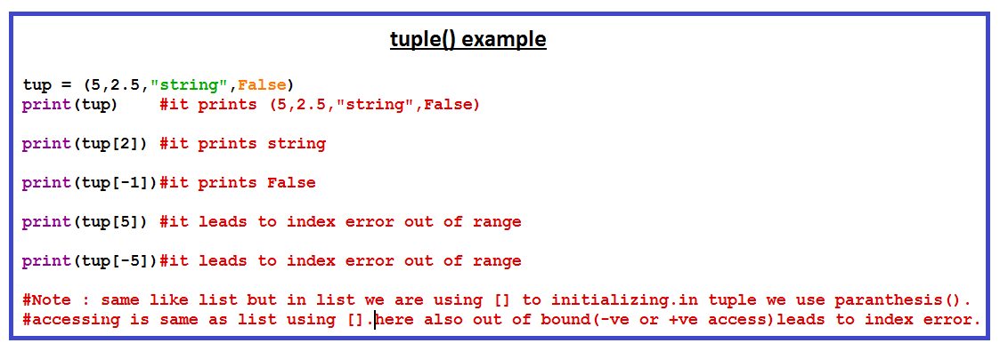 tuple() example
tup = (5,2.5,"string",False)
print(tup)    #it prints (5,2.5,"string",False)
print(tup[2]) #it prints string
print(tup[-1])#it prints False
print(tup[5]) #it leads to index error out of range
print(tup[-5])#it leads to index error out of range
#Note : same like list but in list we are using [] to initializing.in tuple we use paranthesis().
#accessing is same as list using [].here also out of bound(-ve or +ve access)leads to index error.